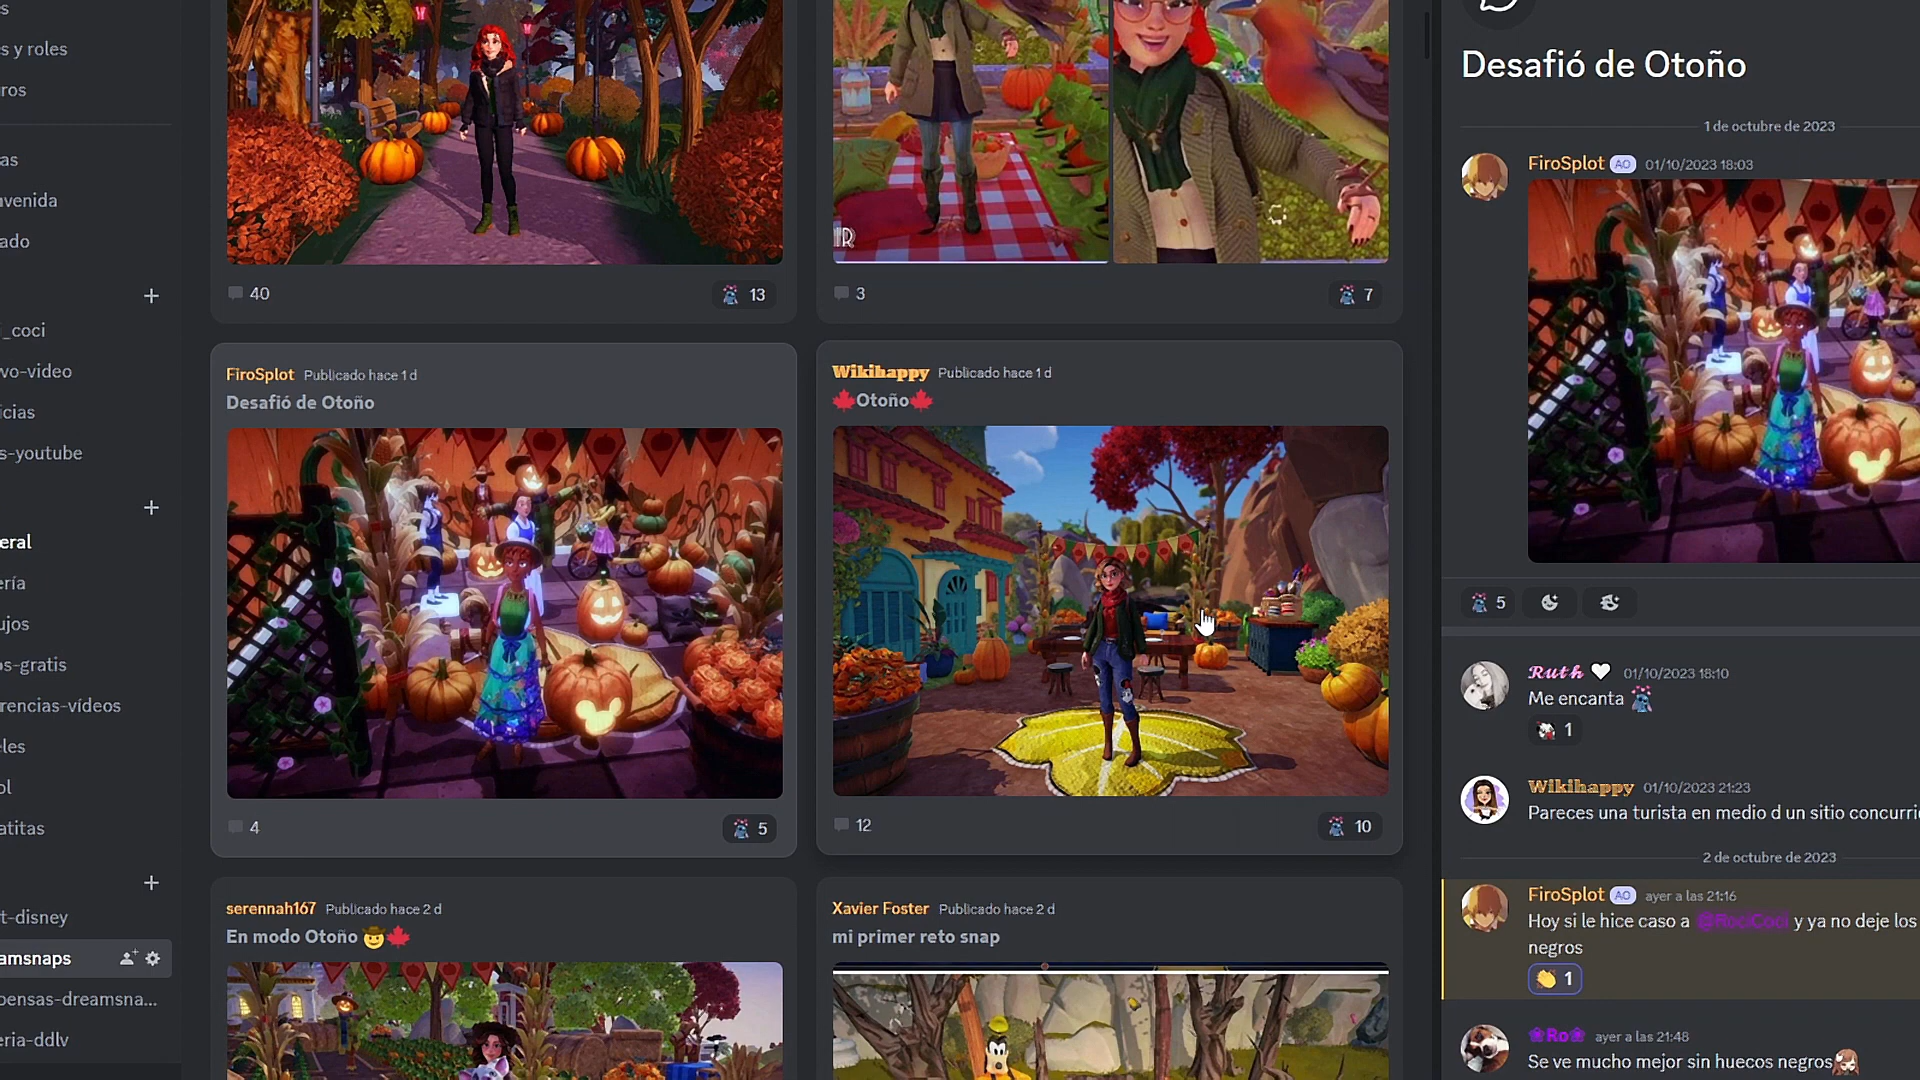 s y roles
ros
as
nvenida
ado
i_coci
vo-video
icias
s-youtube
eral
ería
ujos
os-gratis
rencias-vídeos
eles
ol
atitas
t-disney
amsnaps
pensas-dreamsna...
eria-ddlv
40
13
IR
3
7
FiroSplot Publicado hace 1 d
Desafió de Otoño
4
5
Wikihappy Publicado hace 1 d
Otoño
12
10
serennah167 Publicado hace 2 d
En modo Otoño
Xavier Foster Publicado hace 2 d
mi primer reto snap
Desafió de Otoño
1 de octubre de 2023
FiroSplot AO 01/10/2023 18:03
5
Ruth 01/10/2023 18:10
Me encanta
1
Wikihappy 01/10/2023 21:23
Pareces una turista en medio d un sitio concurri
2 de octubre de 2023
FiroSplot AO ayer a las 21:16
Hoy si le hice caso a @RociCoci y ya no deje los
negros
1
Ro ayer a las 21:48
Se ve mucho mejor sin huecos negros